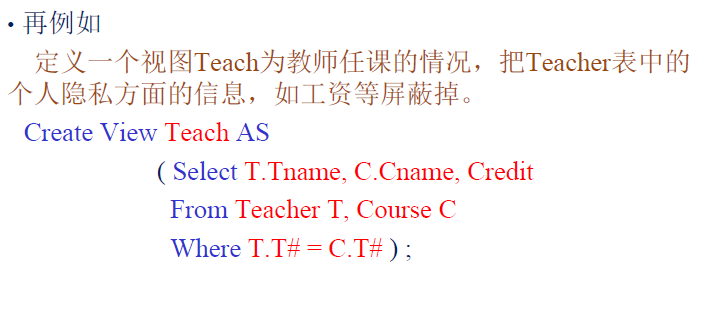 • 再例如
定义一个视图Teach为教师任课的情况，把Teacher表中的
个人隐私方面的信息，如工资等屏蔽掉。
Create View Teach AS
( Select T.Tname, C.Cname, Credit
From Teacher T, Course C
Where T.T# = C.T# ) ;